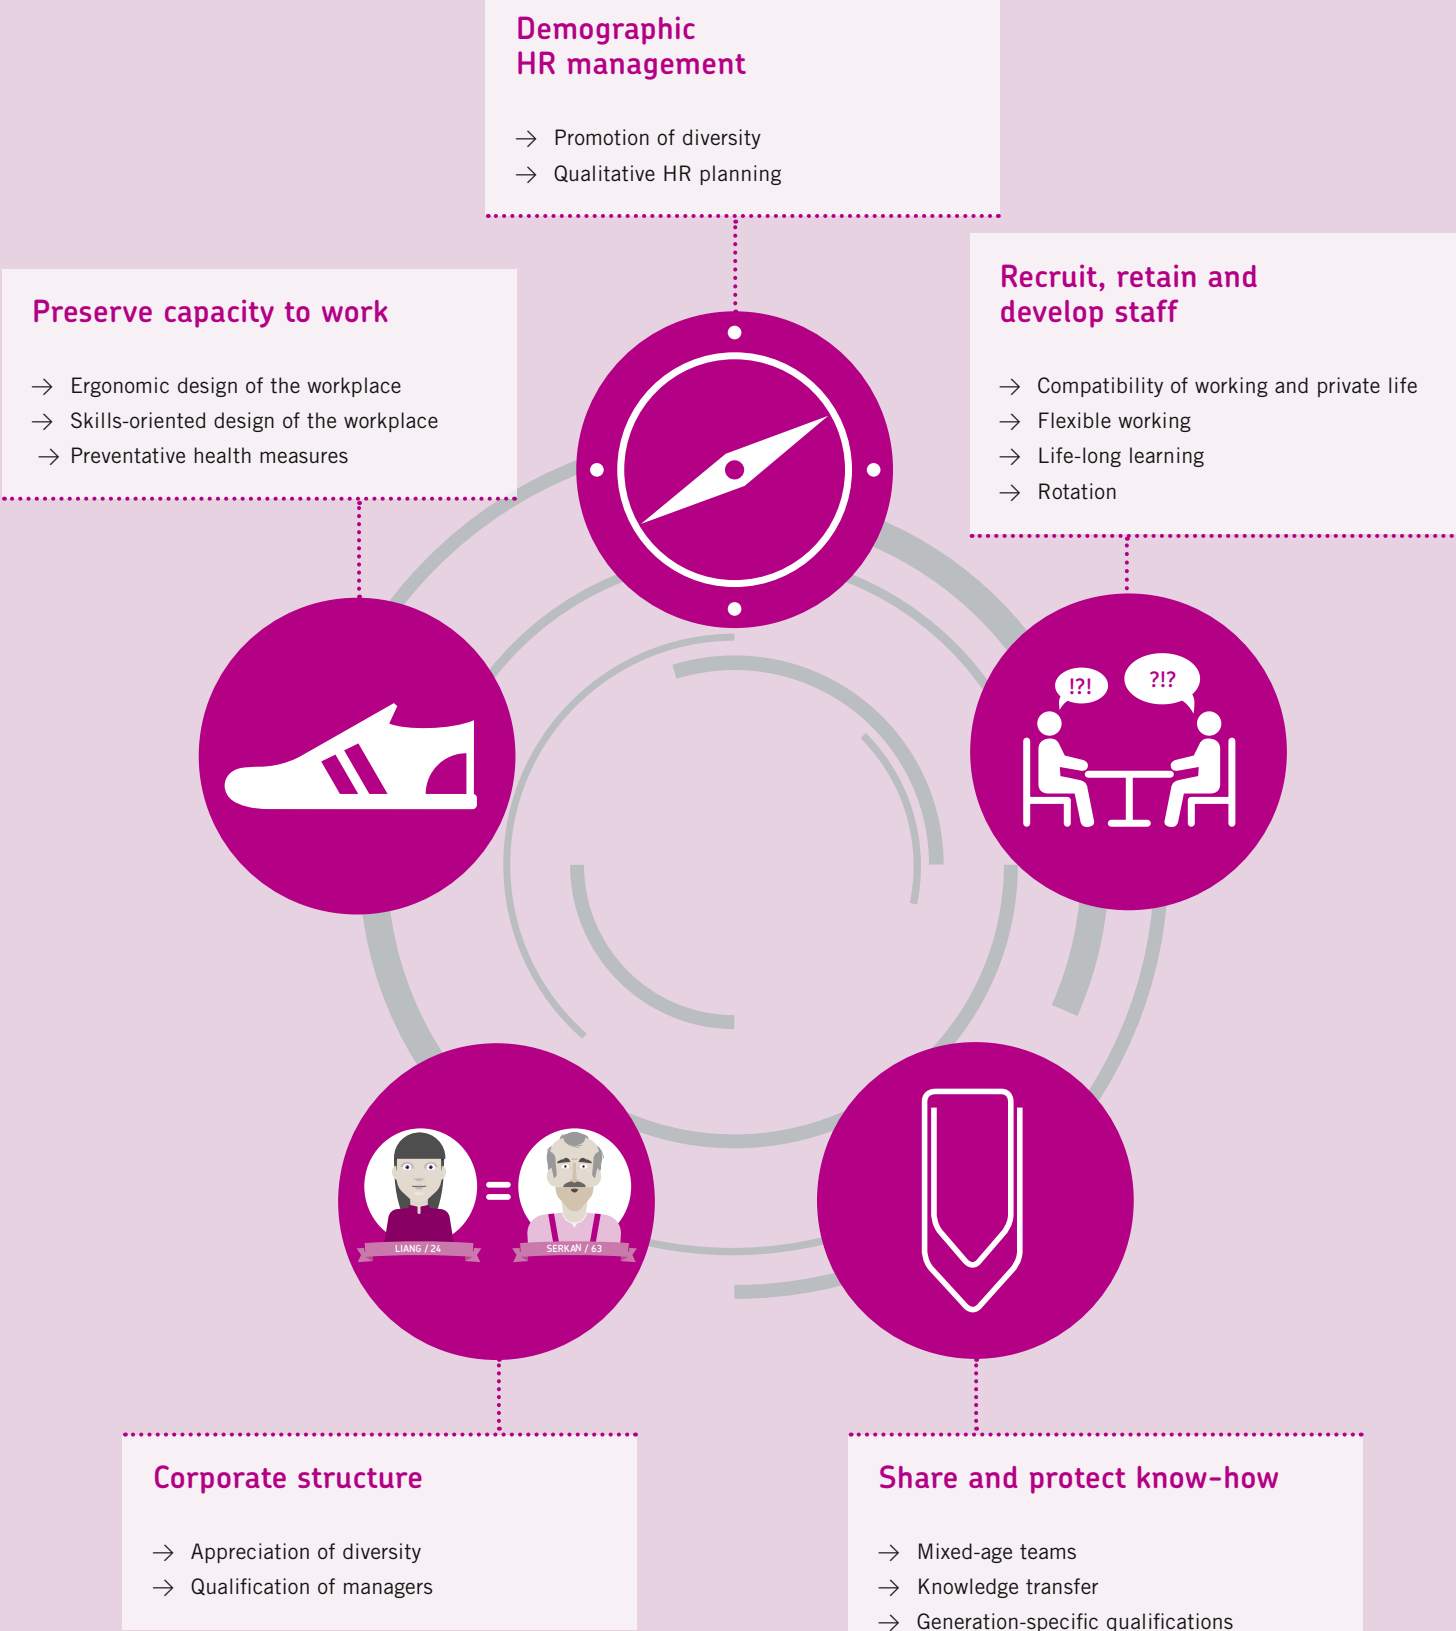 Demographic
HR management
→ Promotion of diversity
→ Qualitative HR planning
Preserve capacity to work
→ Ergonomic design of the workplace
→ Skills-oriented design of the workplace
→ Preventative health measures
Recruit, retain and
develop staff
→ Compatibility of working and private life
→ Flexible working
→ Life-long learning
→ Rotation
!?!
?!?
LIANG / 24
=
SERKAN / 63
Corporate structure
→ Appreciation of diversity
→ Qualification of managers
Share and protect know-how
→ Mixed-age teams
→ Knowledge transfer
→ Generation-specific qualifications